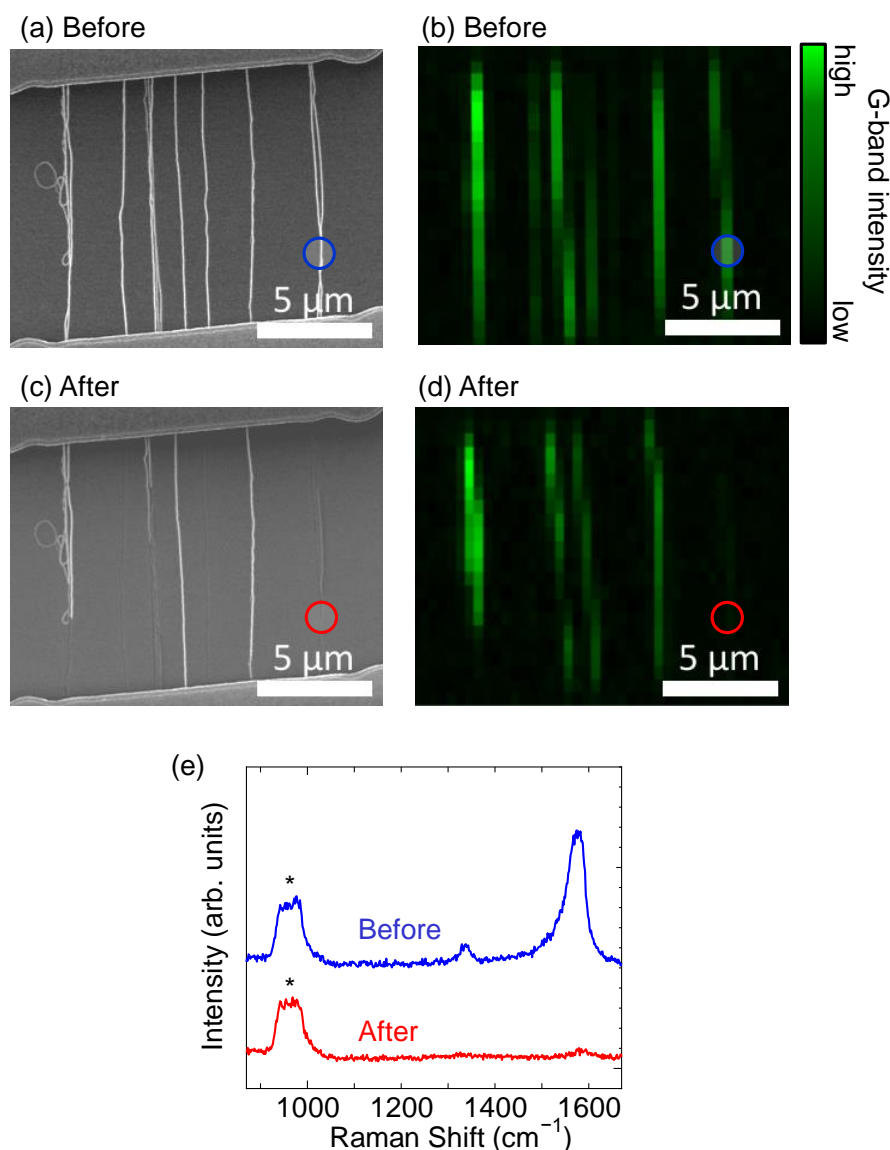 (a) Before
(b) Before
high
low
G-band intensity
5 μm
5 μm
(c) After
(d) After
5 μm
5 μm
(e)
Intensity (arb. units)
*
Before
*
After
1000 1200 1400 1600
Raman Shift (cm⁻¹)